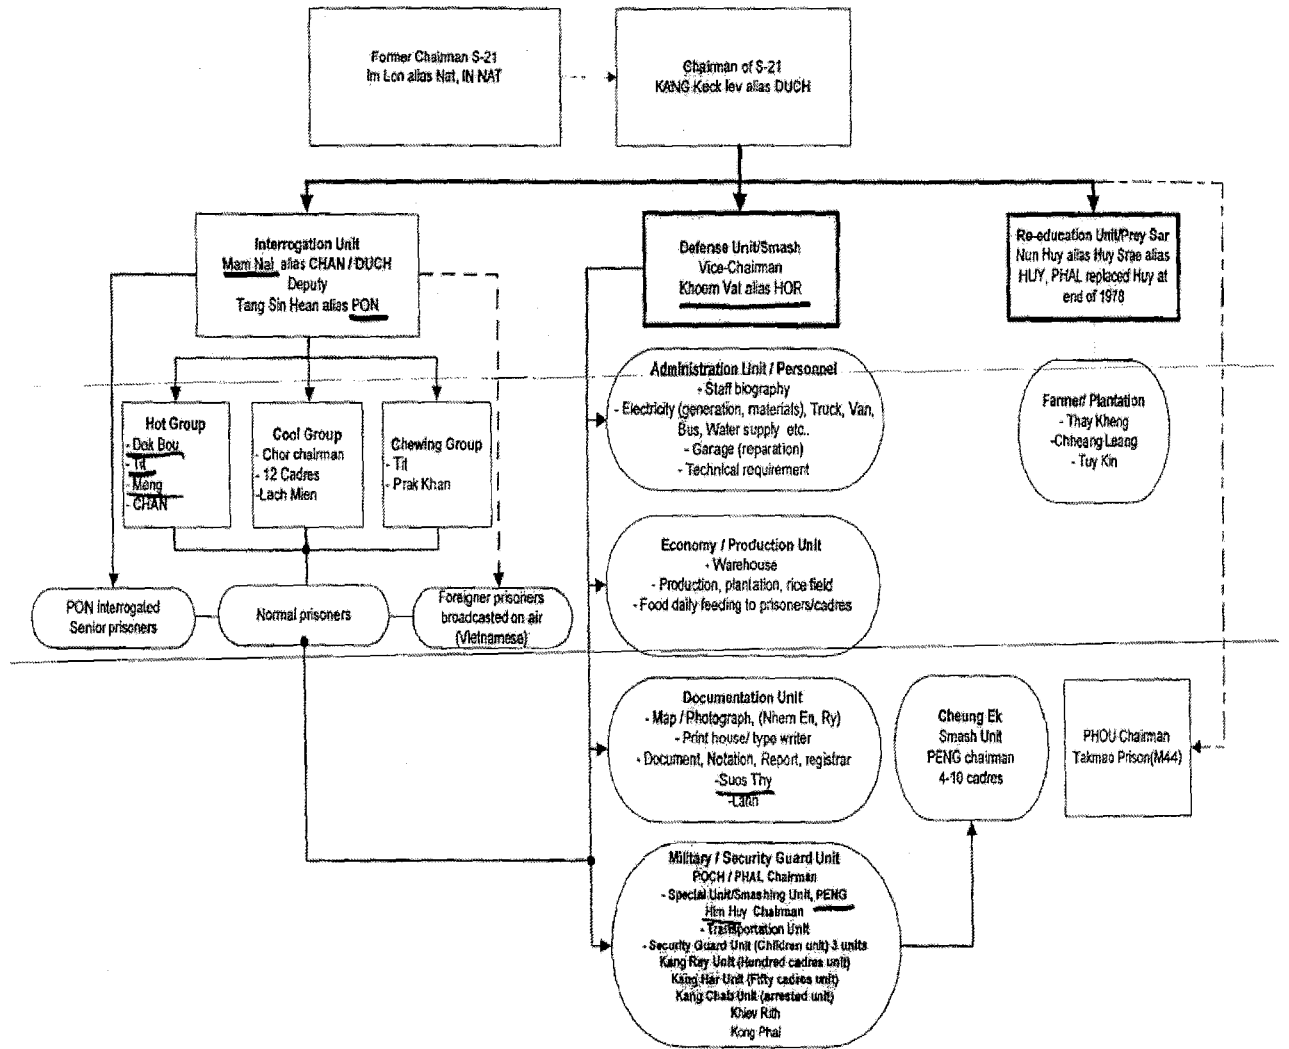 Former Chairman S-21
Im Lon alias Nat, IN NAT
Chairman of S-21
KANG Keck Iev alias DUCH
Interrogation Unit
Mam Nai alias CHAN / DUCH
Deputy
Tang Sin Hean alias PON
Defense Unit/Smash
Vice-Chairman
Khoem Vat alias HOR
Re-education Unit/Prey Sar
Nun Huy alias Huy Srae alias
HUY, PHAL replaced Huy at
end of 1978
Hot Group
- Dek Bou
- Tit
- Meng
- CHAN
Cool Group
- Chor chairman
- 12 Cadres
-Lach Mien
Chewing Group
- Tit
- Prak Khan
PON interrogated
Senior prisoners
Normal prisoners
Foreigner prisoners
broadcasted on air
(Vietnamese)
Administration Unit / Personnel
- Staff biography
- Electricity (generation, materials), Truck, Van,
Bus, Water supply etc..
- Garage (reparation)
- Technical requirement
Farmer/ Plantation
- Thay Kheng
-Chheang Leang
- Tuy Kin
Economy / Production Unit
- Warehouse
- Production, plantation, rice field
- Food daily feeding to prisoners/cadres
Documentation Unit
- Map / Photograph, (Nhem En, Ry)
- Print house/ type writer
- Document, Notation, Report, registrar
-Suos Thy
-Lann
Cheung Ek
Smash Unit
PENG chairman
4-10 cadres
PHOU Chairman
Takmao Prison(M44)
Military / Security Guard Unit
POCH / PHAL Chairman
- Special Unit/Smashing Unit, PENG
Him Huy Chairman
- Transportation Unit
- Security Guard Unit (Children unit) 3 units
Kang Ray Unit (Hundred cadres unit)
Kang Har Unit (Fifty cadres unit)
Kang Chab Unit (arrested unit)
Khiev Rith
Kong Phai